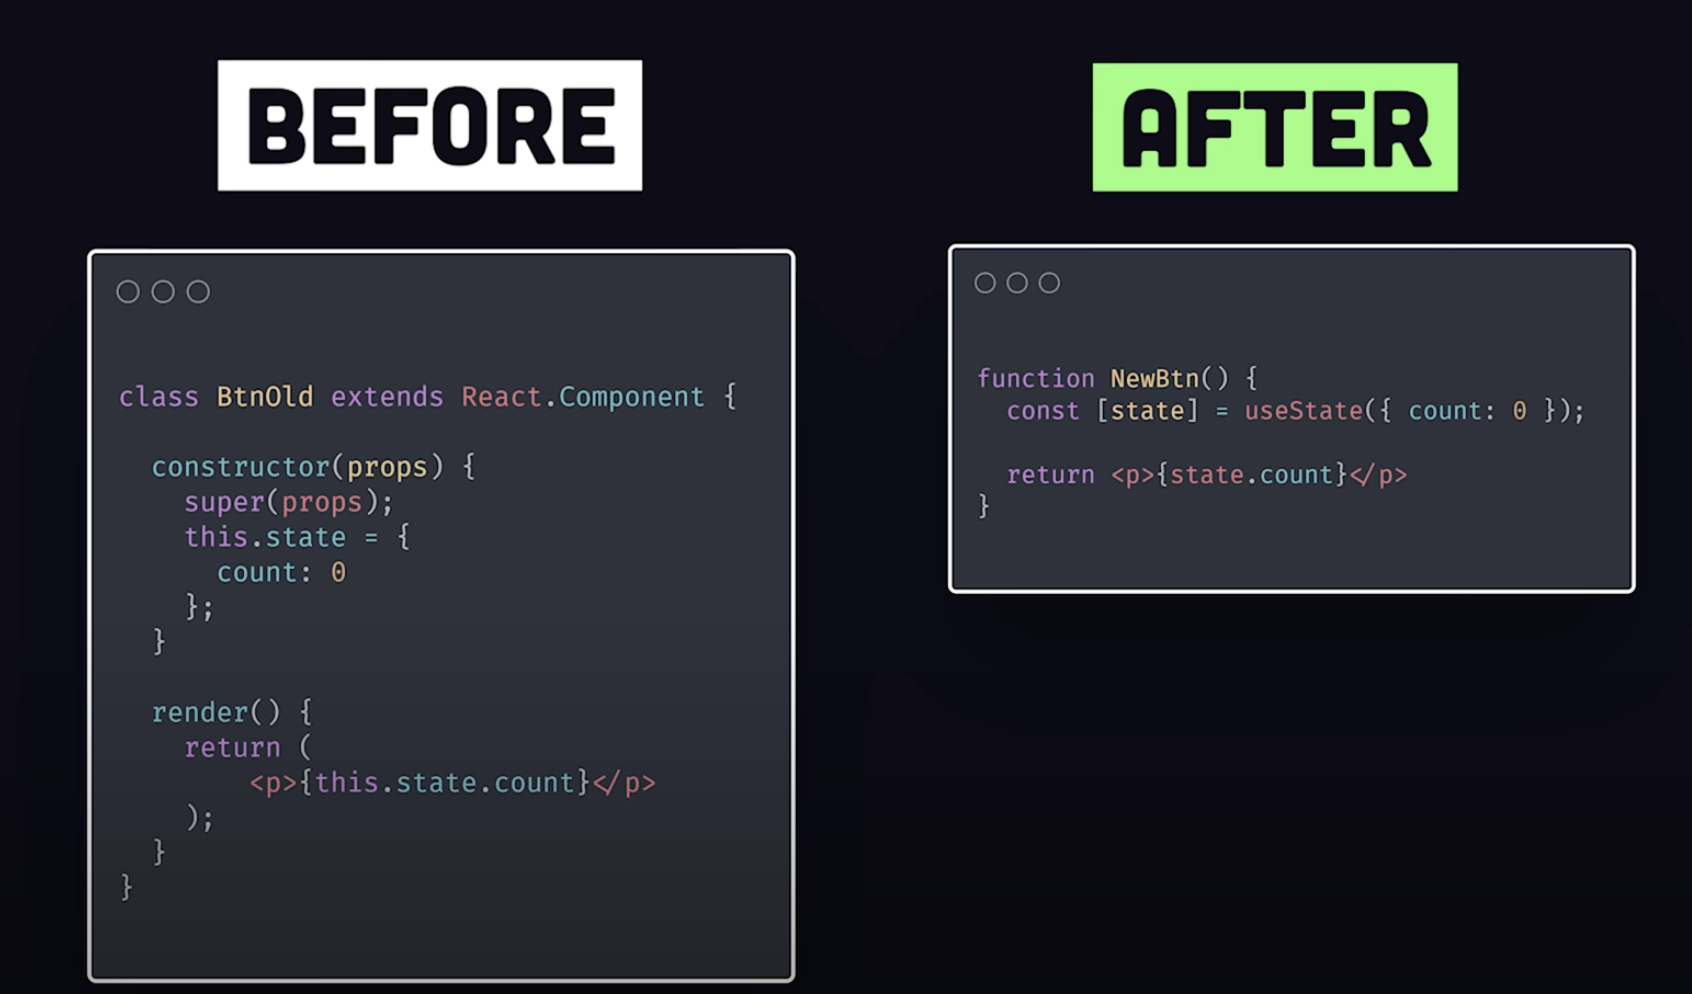 BEFORE
class BtnOld extends React.Component {
  constructor(props) {
    super(props);
    this.state = {
      count: 0
    };
  }
  render() {
    return (
        <p>{this.state.count}</p>
    );
  }
}
AFTER
function NewBtn() {
  const [state] = useState({ count: 0 });
  return <p>{state.count}</p>
}